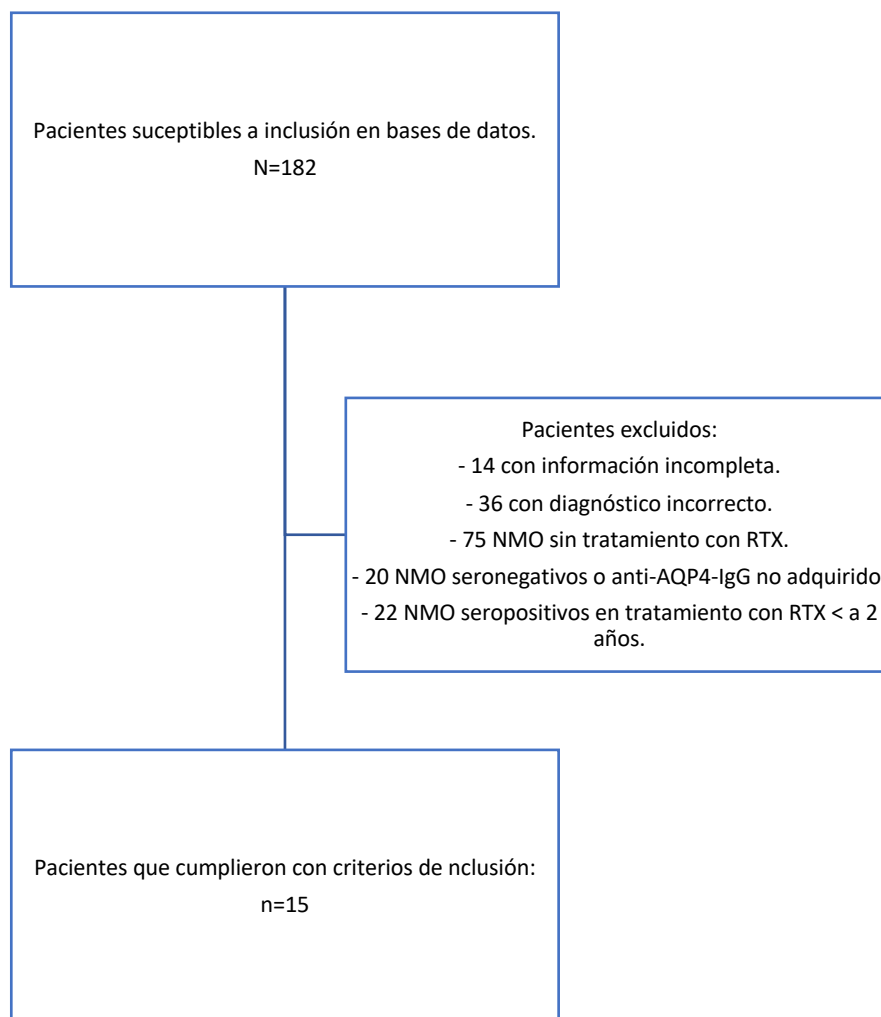 Pacientes suceptibles a inclusión en bases de datos.
N=182
Pacientes excluidos:
- 14 con información incompleta.
- 36 con diagnóstico incorrecto.
- 75 NMO sin tratamiento con RTX.
- 20 NMO seronegativos o anti-AQP4-IgG no adquirido
- 22 NMO seropositivos en tratamiento con RTX < a 2
años.
Pacientes que cumplieron con criterios de nclusión:
n=15